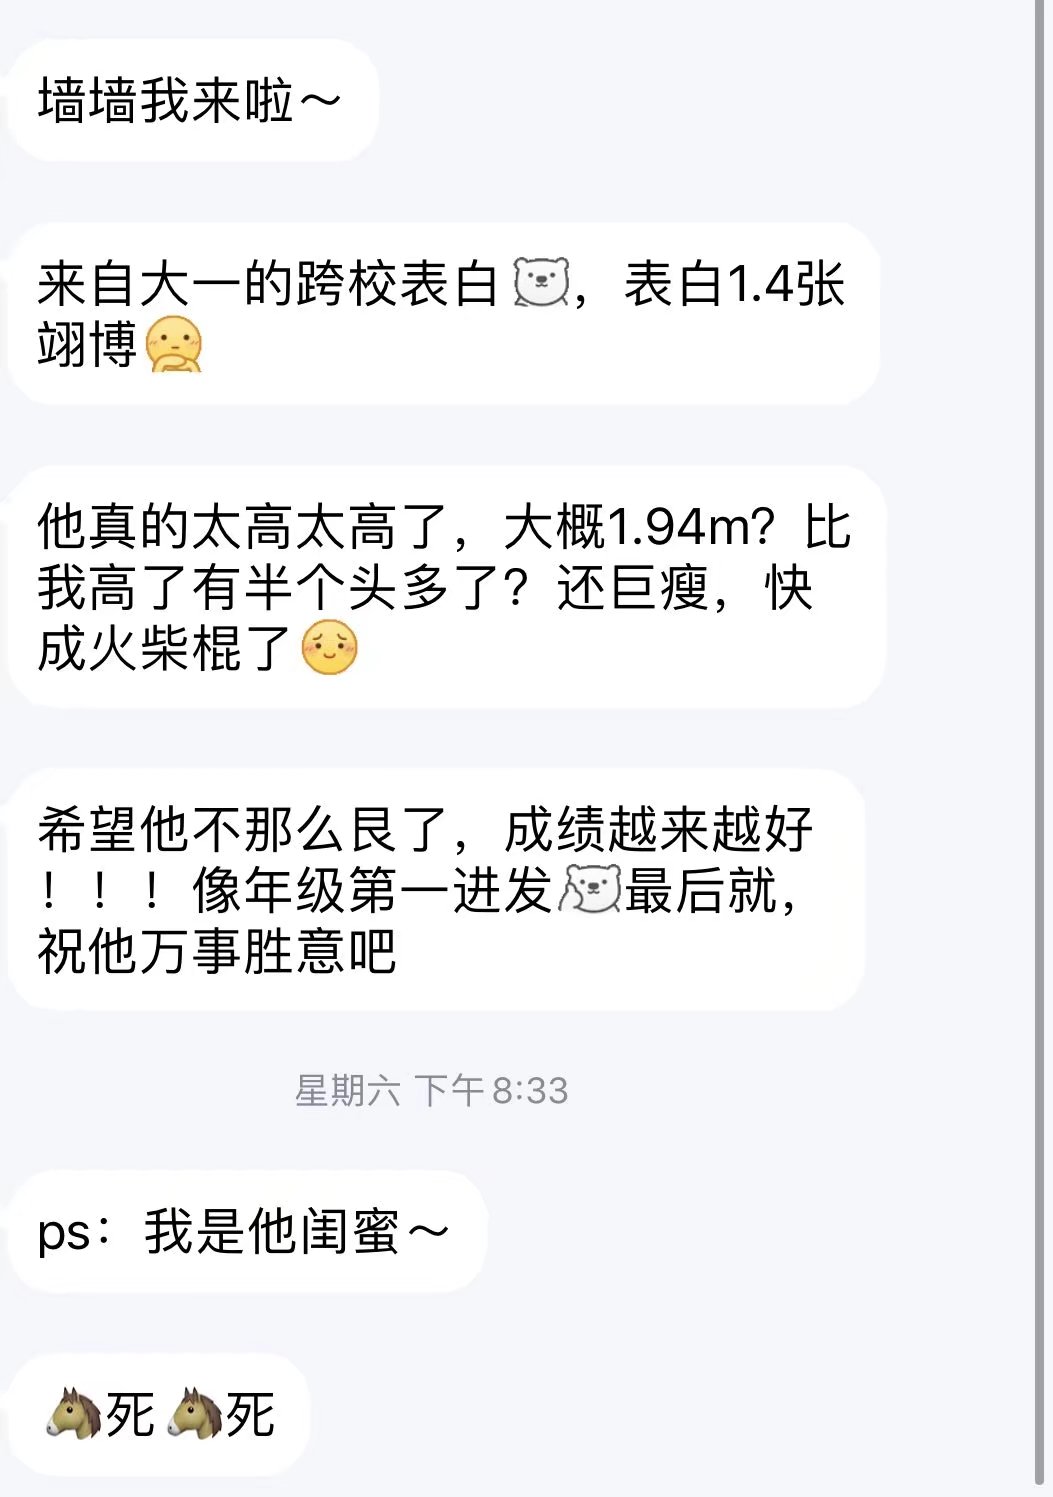 墙墙我来啦～
来自大一的跨校表白，表白1.4张
翊博
他真的太高太高了，大概1.94m？比
我高了有半个头多了？还巨瘦，快
成火柴棍了
希望他不那么艮了，成绩越来越好
！！！像年级第一进发最后就，
祝他万事胜意吧
星期六 下午8:33
ps：我是他闺蜜～
🐴死🐴死